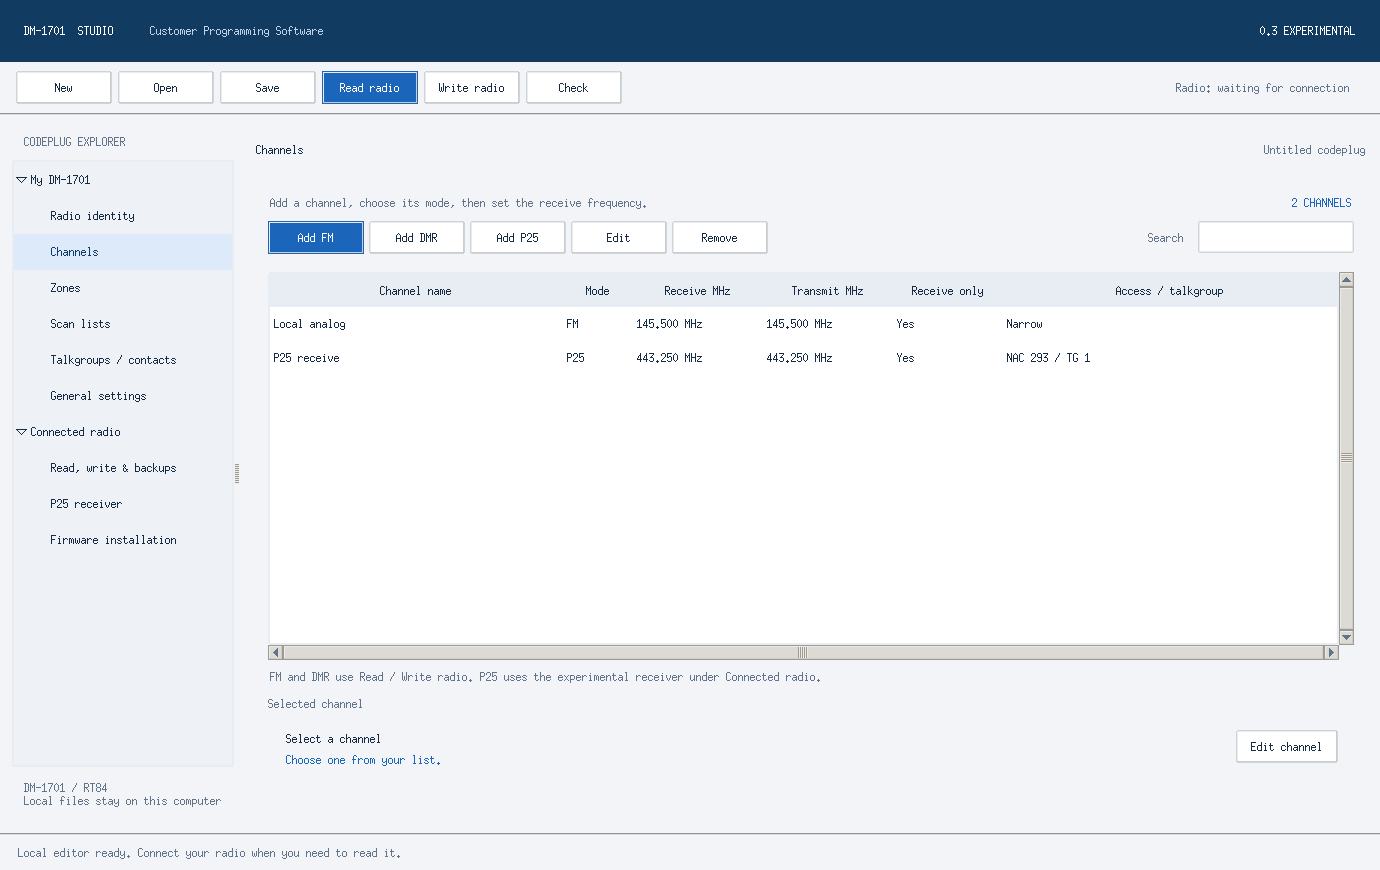 DM-1701  STUDIO    Customer Programming Software    0.3 EXPERIMENTAL
New    Open    Save    Read radio    Write radio    Check    Radio: waiting for connection
CODEPLUG EXPLORER
My DM-1701
Radio identity
Channels
Zones
Scan lists
Talkgroups / contacts
General settings
Connected radio
Read, write & backups
P25 receiver
Firmware installation
DM-1701 / RT84
Local files stay on this computer
Channels    Untitled codeplug
Add a channel, choose its mode, then set the receive frequency.    2 CHANNELS
Add FM    Add DMR    Add P25    Edit    Remove    Search
Channel name    Mode    Receive MHz    Transmit MHz    Receive only    Access / talkgroup
Local analog    FM    145.500 MHz    145.500 MHz    Yes    Narrow
P25 receive    P25    443.250 MHz    443.250 MHz    Yes    NAC 293 / TG 1
FM and DMR use Read / Write radio. P25 uses the experimental receiver under Connected radio.
Selected channel
Select a channel
Choose one from your list.
Edit channel
Local editor ready. Connect your radio when you need to read it.